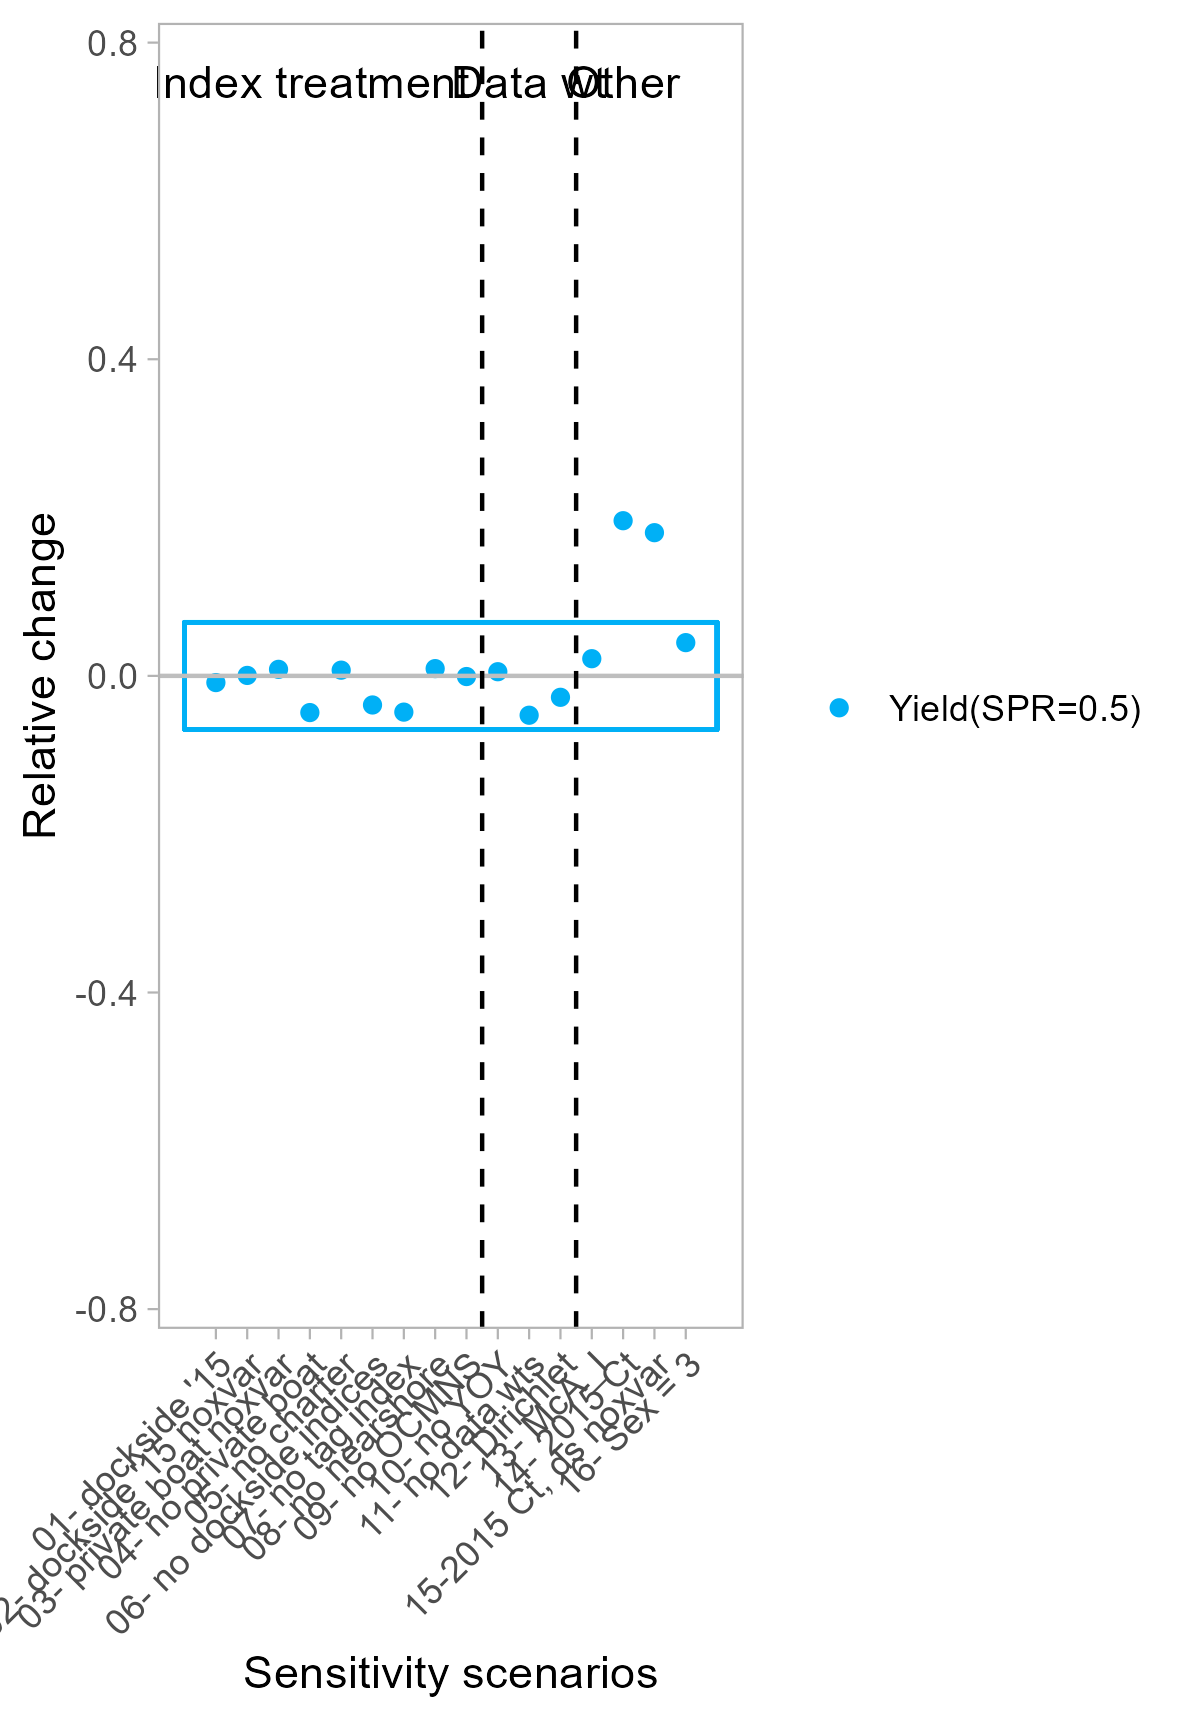 0.8
Index treatment
Data wt.
Other
0.4
0.0
-0.4
-0.8
Relative change
Yield(SPR=0.5)
01- dockside '15
02- dockside '15 noxvar
03- private boat noxvar
04- no private boat
05- no charter
06- no dockside indices
07- no tag index
08- no nearshore
09- no OCMNS
10- no YOY
11- no data wts
12- Dirichlet
13- McA_I
14- 2015 Ct
15-2015 Ct, ds noxvar
16- Sex = 3
Sensitivity scenarios